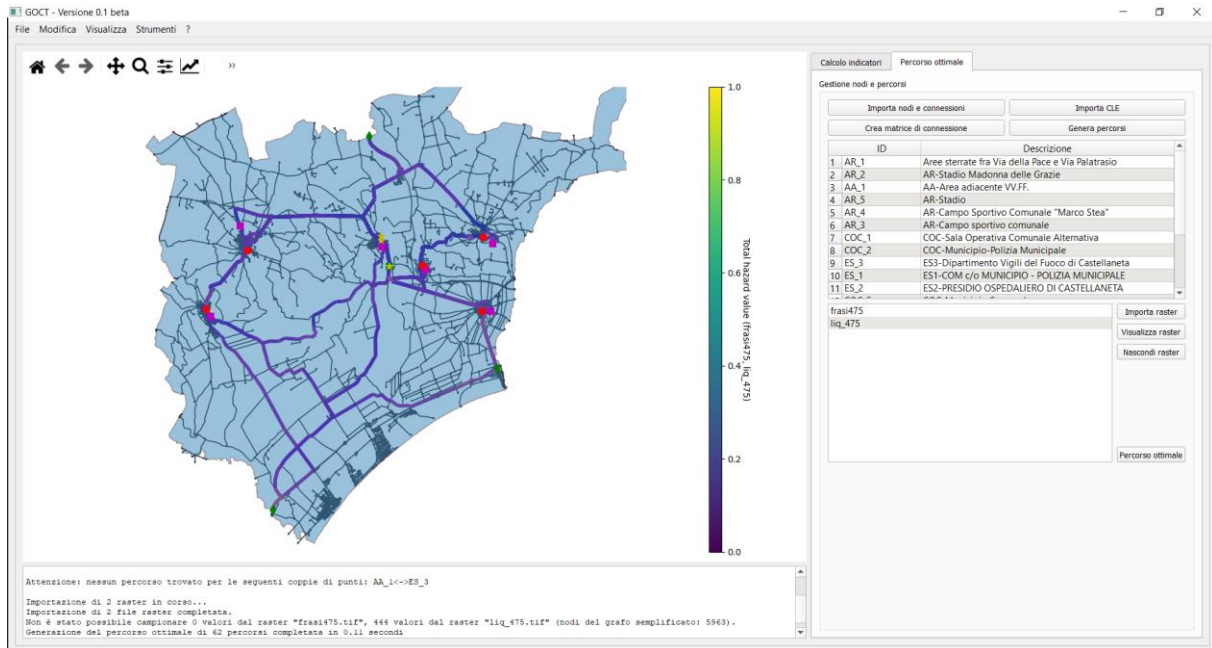 GOCT - Versione 0.1 beta
File Modifica Visualizza Strumenti ?
»
1.0
0.8
0.6
0.4
0.2
0.0
Total hazard value (frasi475, liq_475)
Calcolo indicatori Percorso ottimale
Gestione nodi e percorsi
Importa nodi e connessioni Importa CLE
Crea matrice di connessione Genera percorsi
ID Descrizione
1 AR_1 Aree sterrate fra Via della Pace e Via Palatrasio
2 AR_2 AR-Stadio Madonna delle Grazie
3 AA_1 AA-Area adiacente VV.FF.
4 AR_5 AR-Stadio
5 AR_4 AR-Campo Sportivo Comunale "Marco Stea"
6 AR_3 AR-Campo sportivo comunale
7 COC_1 COC-Sala Operativa Comunale Alternativa
8 COC_2 COC-Municipio-Polizia Municipale
9 ES_3 ES3-Dipartimento Vigili del Fuoco di Castellaneta
10 ES_1 ES1-COM c/o MUNICIPIO - POLIZIA MUNICIPALE
11 ES_2 ES2-PRESIDIO OSPEDALIERO DI CASTELLANETA
frasi475
liq_475
Importa raster
Visualizza raster
Nascondi raster
Percorso ottimale
Attenzione: nessun percorso trovato per le seguenti coppie di punti: AA_1<->ES_3
Importazione di 2 raster in corso...
Importazione di 2 file raster completata.
Non è stato possibile campionare 0 valori dal raster "frasi475.tif", 444 valori dal raster "liq_475.tif" (nodi del grafo semplificato: 5963).
Generazione del percorso ottimale di 62 percorsi completata in 0.11 secondi